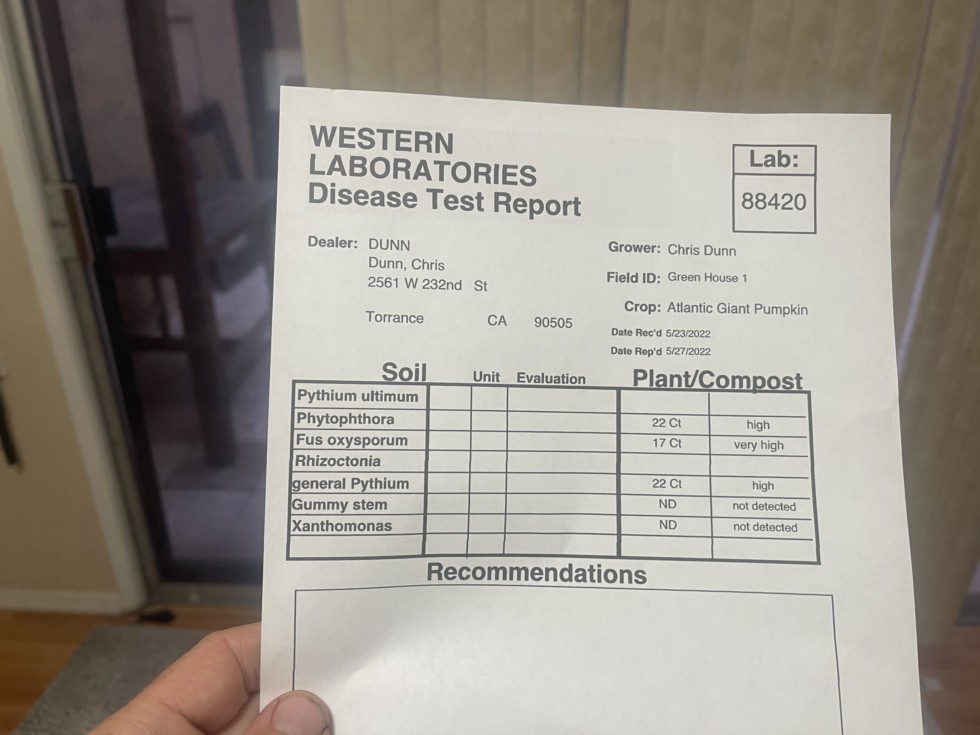 WESTERN
LABORATORIES
Disease Test Report
Lab:
88420
Dealer: DUNN
Dunn, Chris
2561 W 232nd St
Torrance CA 90505
Grower: Chris Dunn
Field ID: Green House 1
Crop: Atlantic Giant Pumpkin
Date Rec'd 5/23/2022
Date Rep'd 5/27/2022
Soil Unit Evaluation Plant/Compost
Pythium ultimum
Phytophthora 22 Ct high
Fus oxysporum 17 Ct very high
Rhizoctonia
general Pythium 22 Ct high
Gummy stem ND not detected
Xanthomonas ND not detected
Recommendations